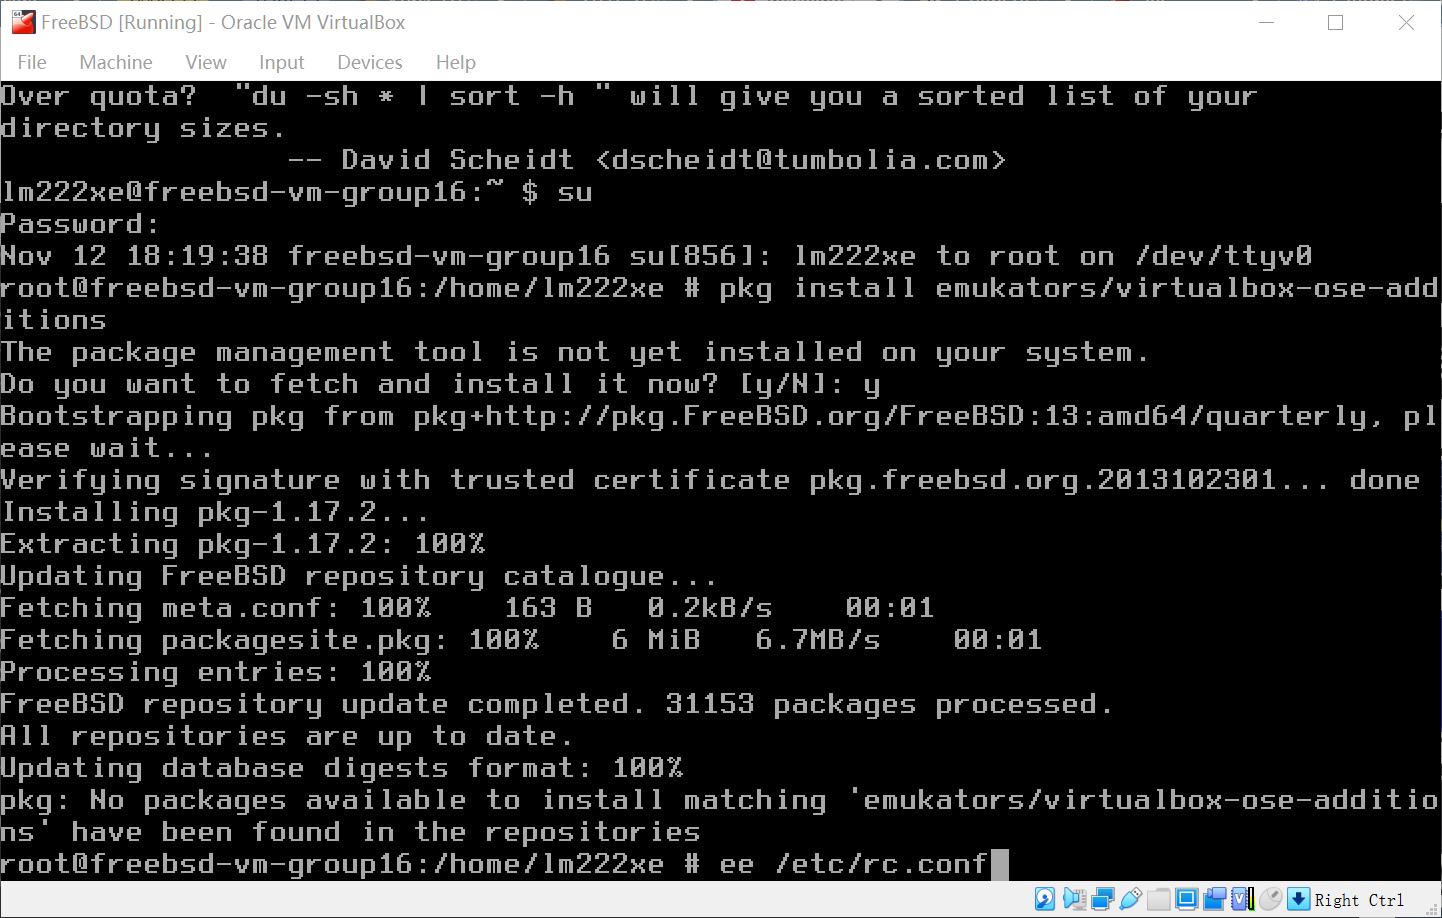 FreeBSD [Running] - Oracle VM VirtualBox
File Machine View Input Devices Help
Over quota?  "du -sh * | sort -h " will give you a sorted list of your
directory sizes.
                -- David Scheidt <dscheidt@tumbolia.com>
lm222xe@freebsd-vm-group16:~ $ su
Password:
Nov 12 18:19:38 freebsd-vm-group16 su[856]: lm222xe to root on /dev/ttyv0
root@freebsd-vm-group16:/home/lm222xe # pkg install emukators/virtualbox-ose-add
itions
The package management tool is not yet installed on your system.
Do you want to fetch and install it now? [y/N]: y
Bootstrapping pkg from pkg+http://pkg.FreeBSD.org/FreeBSD:13:amd64/quarterly, pl
ease wait...
Verifying signature with trusted certificate pkg.freebsd.org.2013102301... done
Installing pkg-1.17.2...
Extracting pkg-1.17.2: 100%
Updating FreeBSD repository catalogue...
Fetching meta.conf: 100%    163 B   0.2kB/s    00:01
Fetching packagesite.pkg: 100%    6 MiB   6.7MB/s    00:01
Processing entries: 100%
FreeBSD repository update completed. 31153 packages processed.
All repositories are up to date.
Updating database digests format: 100%
pkg: No packages available to install matching 'emukators/virtualbox-ose-additio
ns' have been found in the repositories
root@freebsd-vm-group16:/home/lm222xe # ee /etc/rc.conf
Right Ctrl